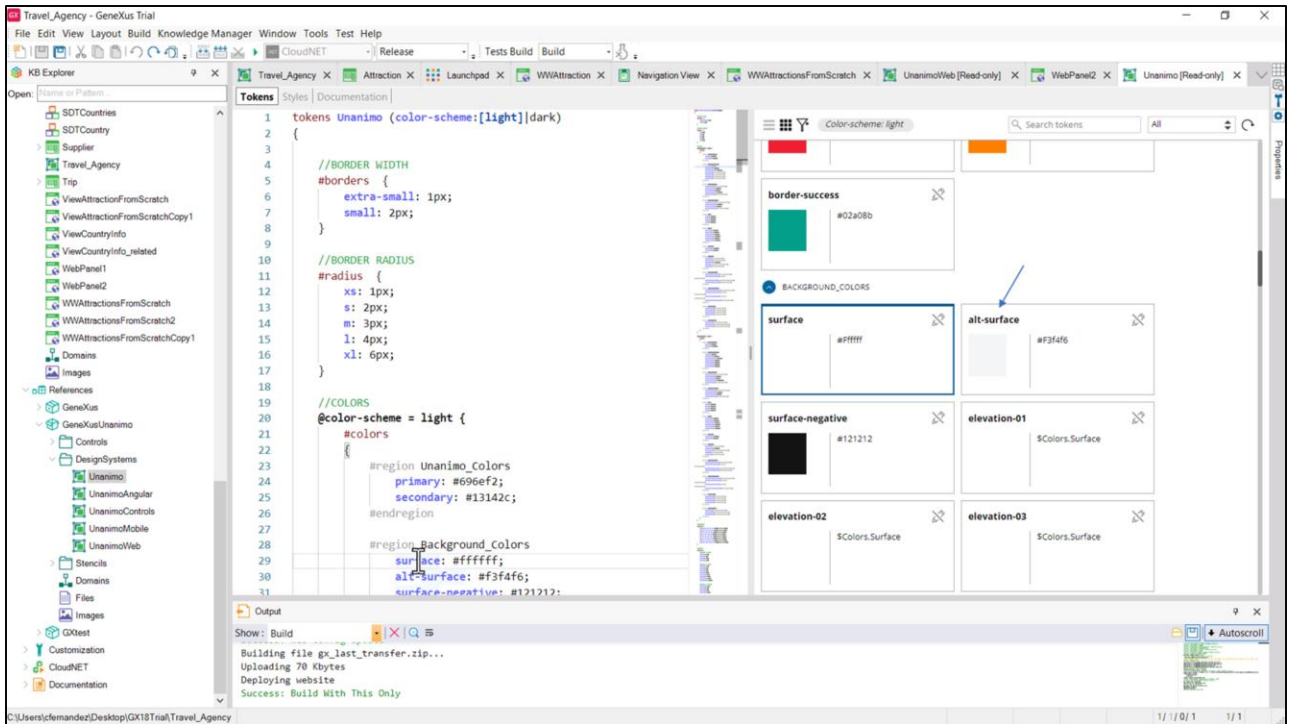 Travel_Agency - GeneXus Trial
File Edit View Layout Build Knowledge Manager Window Tools Test Help
CloudNET Release Tests Build Build
KB Explorer
Open: Name or Pattern...
Travel_Agency Attraction Launchpad WWAttraction Navigation View WWAttractionsFromScratch UnanimoWeb [Read-only] WebPanel2 Unanimo [Read-only]
Tokens Styles Documentation
SDTCountries
SDTCountry
Supplier
Travel_Agency
Trip
ViewAttractionFromScratch
ViewAttractionFromScratchCopy1
ViewCountryInfo
ViewCountryInfo_related
WebPanel1
WebPanel2
WWAttractionsFromScratch
WWAttractionsFromScratch2
WWAttractionsFromScratchCopy1
Domains
Images
References
GeneXus
GeneXusUnanimo
Controls
DesignSystems
Unanimo
UnanimoAngular
UnanimoControls
UnanimoMobile
UnanimoWeb
Stencils
Domains
Files
Images
GXtest
Customization
CloudNET
Documentation
1 tokens Unanimo (color-scheme:[light]|dark)
2 {
3
4 //BORDER WIDTH
5 #borders {
6 extra-small: 1px;
7 small: 2px;
8 }
9
10 //BORDER RADIUS
11 #radius {
12 xs: 1px;
13 s: 2px;
14 m: 3px;
15 l: 4px;
16 xl: 6px;
17 }
18
19 //COLORS
20 @color-scheme = light {
21 #colors
22 {
23 #region Unanimo_Colors
24 primary: #696ef2;
25 secondary: #13142c;
26 #endregion
27
28 #region Background_Colors
29 surface: #ffffff;
30 alt-surface: #f3f4f6;
31 surface-negative: #121212;
Color-scheme: light
Search tokens
All
Properties
border-success
#02a08b
BACKGROUND_COLORS
surface
#Ffffff
alt-surface
#F3f4f6
surface-negative
#121212
elevation-01
$Colors.Surface
elevation-02
$Colors.Surface
elevation-03
$Colors.Surface
Output
Show: Build
Autoscroll
Building file gx_last_transfer.zip...
Uploading 70 Kbytes
Deploying website
Success: Build With This Only
C:\Users\cfernandez\Desktop\GX18Trial\Travel_Agency
1/1/0/1 1/1